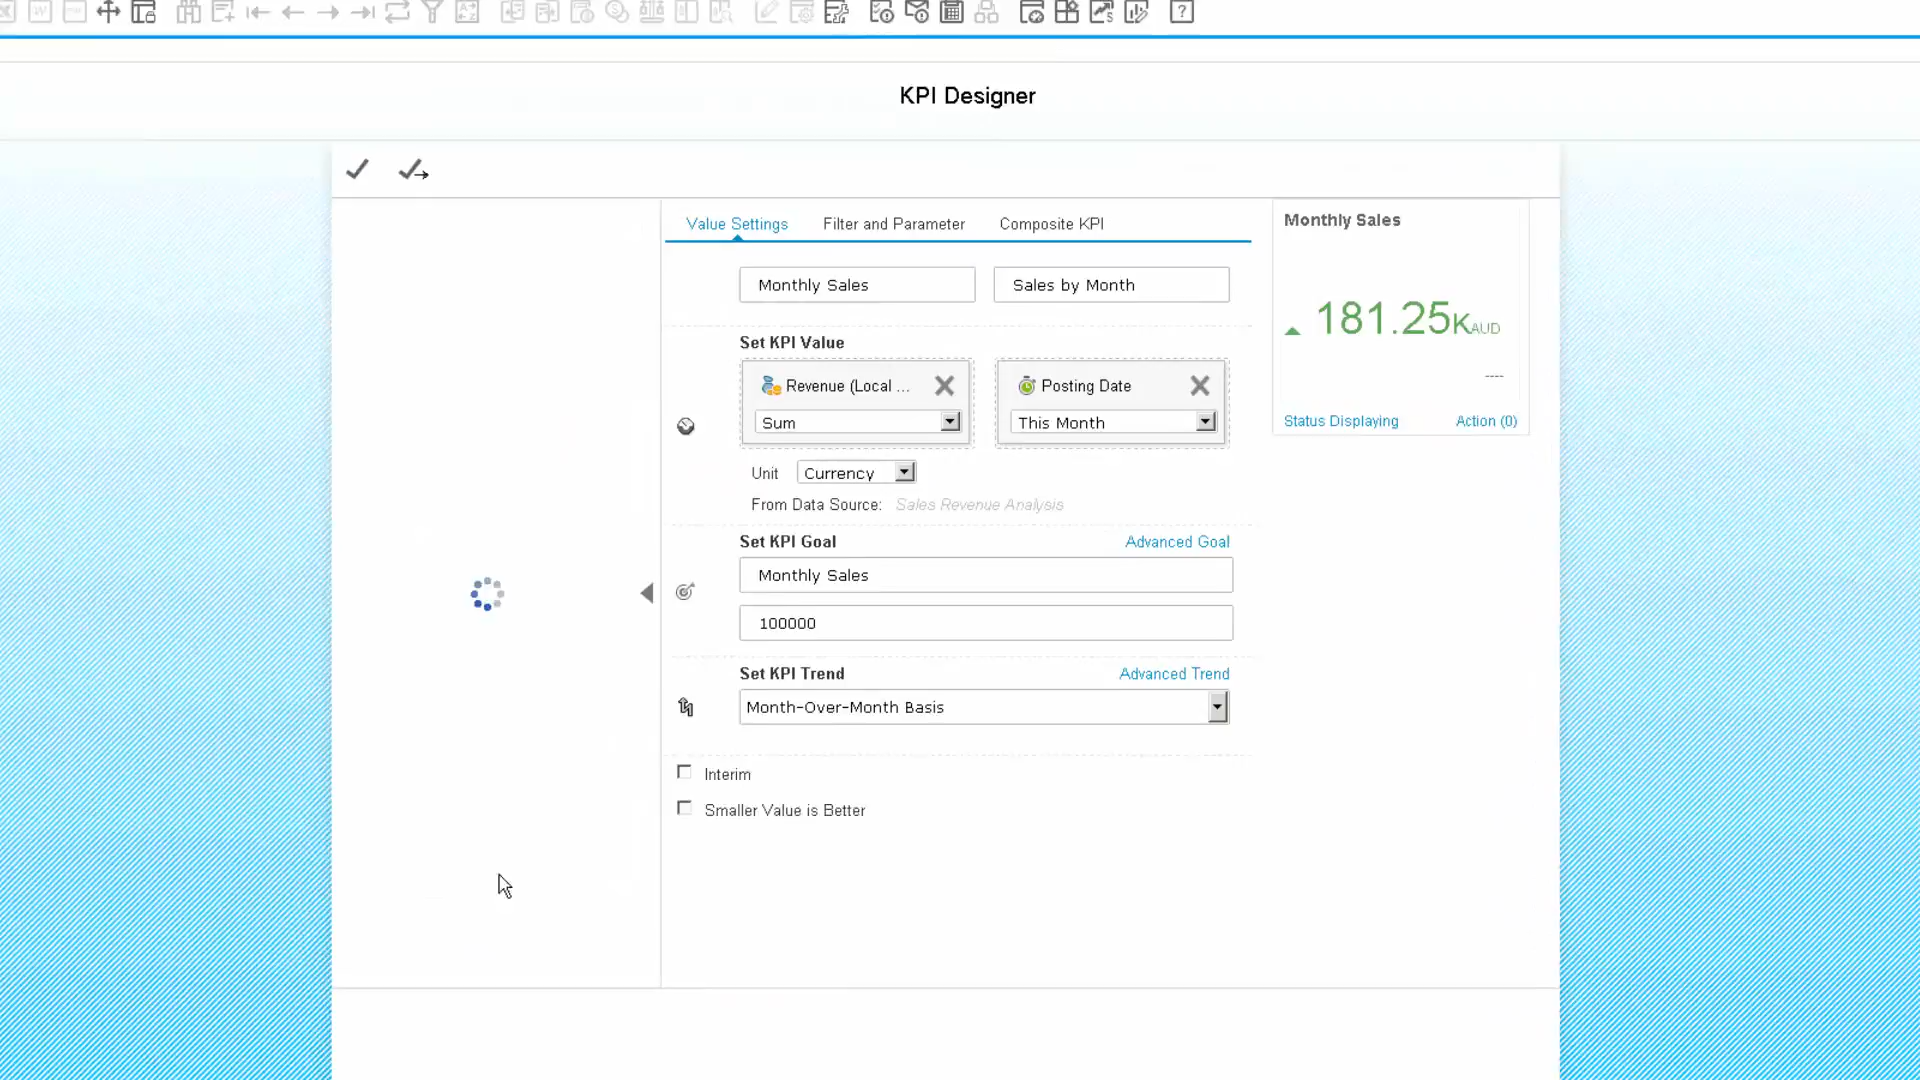 KPI Designer
Value Settings Filter and Parameter Composite KPI
Monthly Sales
Monthly Sales Sales by Month
181.25K AUD
----
Status Displaying Action (0)
Set KPI Value
Revenue (Local ... Posting Date
Sum This Month
Unit Currency
From Data Source: Sales Revenue Analysis
Set KPI Goal Advanced Goal
Monthly Sales
100000
Set KPI Trend Advanced Trend
Month-Over-Month Basis
Interim
Smaller Value is Better